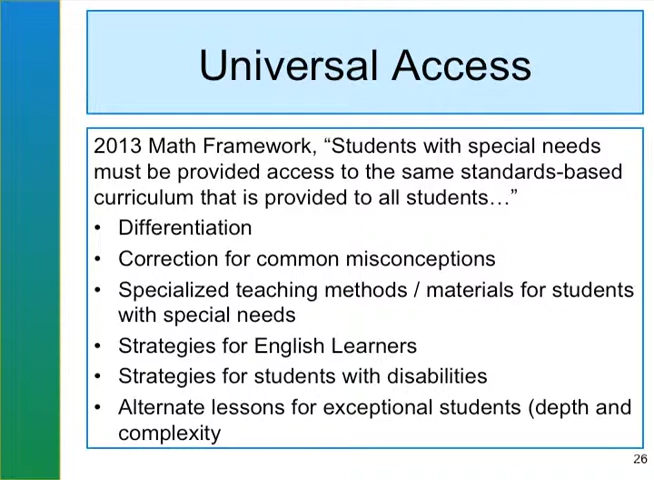 Universal Access
2013 Math Framework, “Students with special needs
must be provided access to the same standards-based
curriculum that is provided to all students…”
• Differentiation
• Correction for common misconceptions
• Specialized teaching methods / materials for students
with special needs
• Strategies for English Learners
• Strategies for students with disabilities
• Alternate lessons for exceptional students (depth and
complexity
26